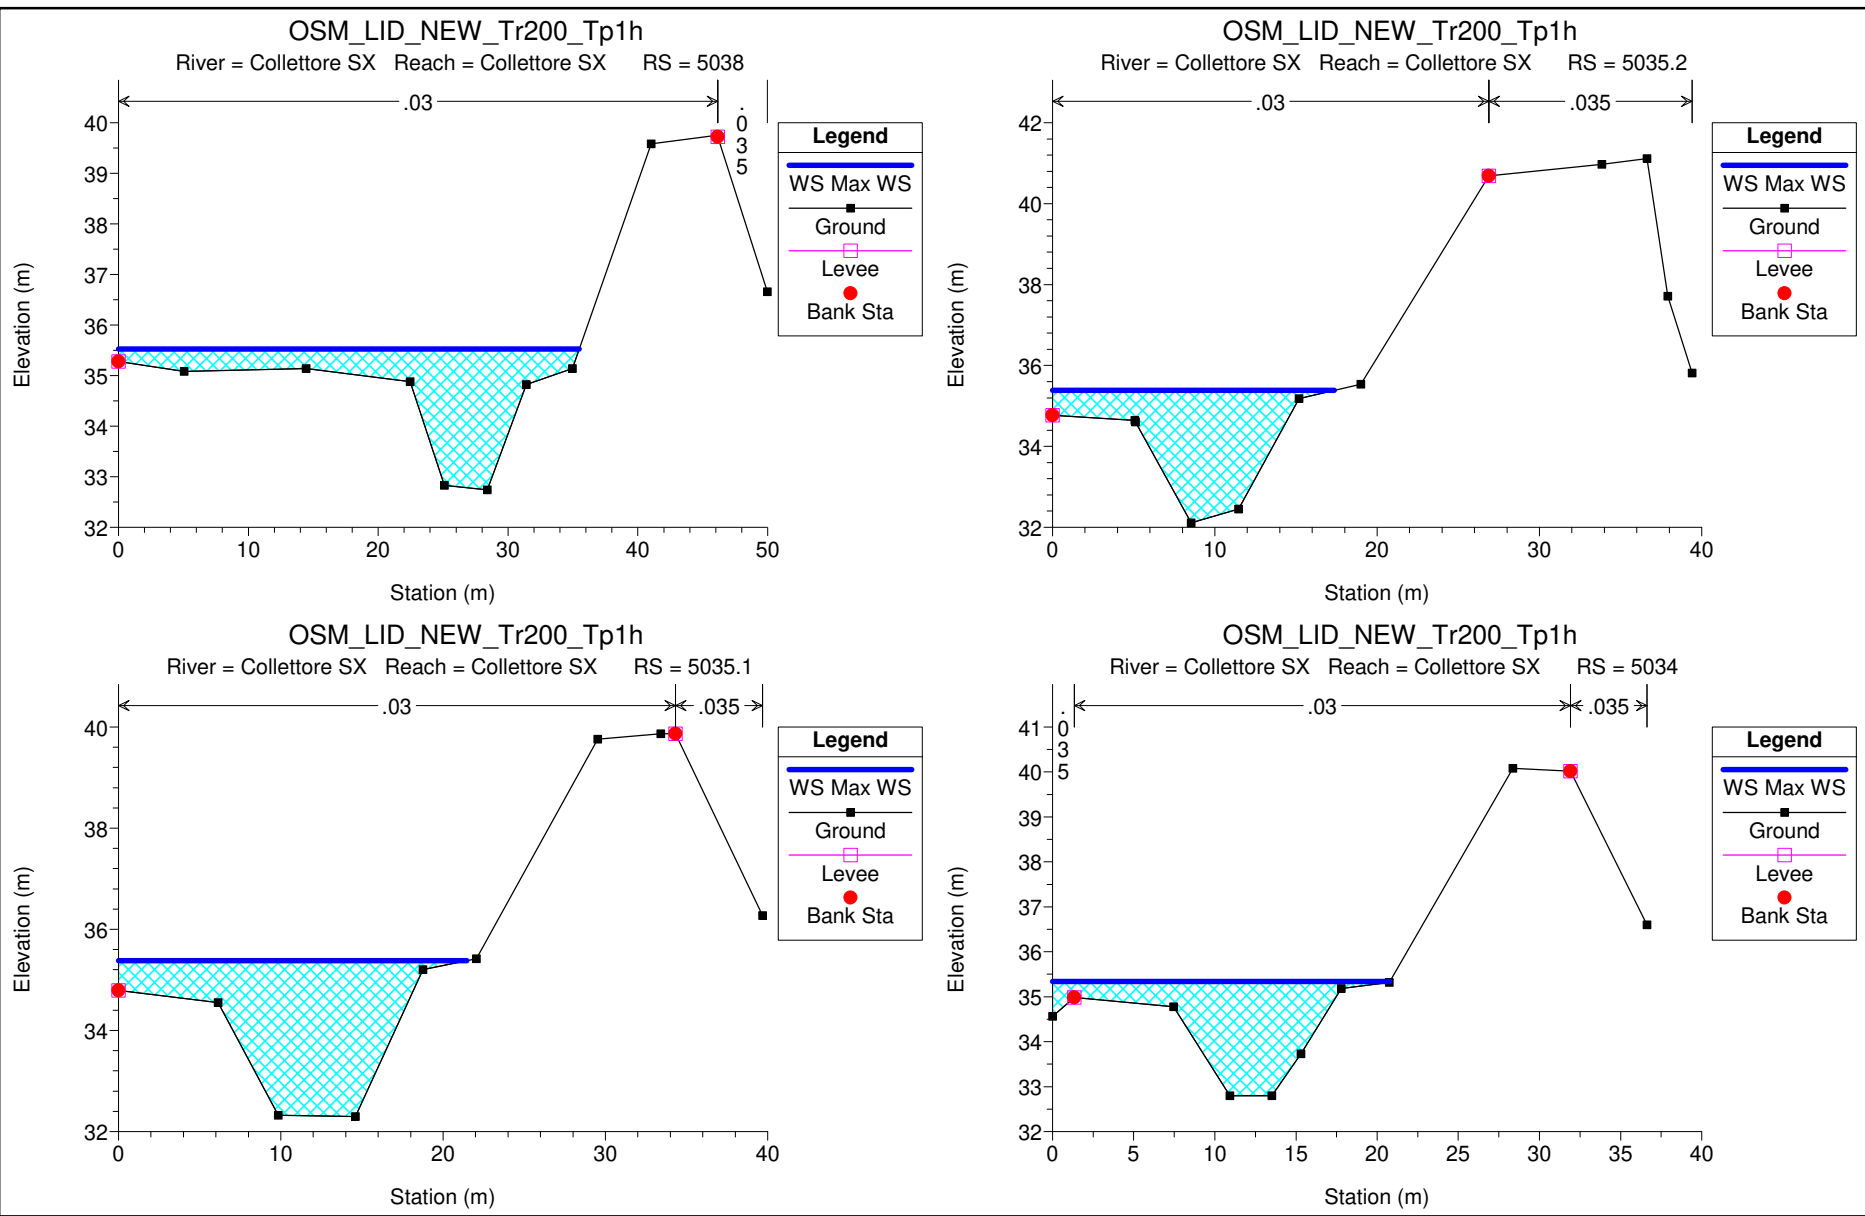 OSM_LID_NEW_Tr200_Tp1h
River = Collettore SX Reach = Collettore SX RS = 5038
.03
.035
40
39
38
37
36
35
34
33
32
0 10 20 30 40 50
Elevation (m)
Station (m)
Legend
WS Max WS
Ground
Levee
Bank Sta
OSM_LID_NEW_Tr200_Tp1h
River = Collettore SX Reach = Collettore SX RS = 5035.2
.03 .035
42
40
38
36
34
32
0 10 20 30 40
Elevation (m)
Station (m)
Legend
WS Max WS
Ground
Levee
Bank Sta
OSM_LID_NEW_Tr200_Tp1h
River = Collettore SX Reach = Collettore SX RS = 5035.1
.03 .035
40
38
36
34
32
0 10 20 30 40
Elevation (m)
Station (m)
Legend
WS Max WS
Ground
Levee
Bank Sta
OSM_LID_NEW_Tr200_Tp1h
River = Collettore SX Reach = Collettore SX RS = 5034
.035
.03 .035
41
40
39
38
37
36
35
34
33
32
0 5 10 15 20 25 30 35 40
Elevation (m)
Station (m)
Legend
WS Max WS
Ground
Levee
Bank Sta